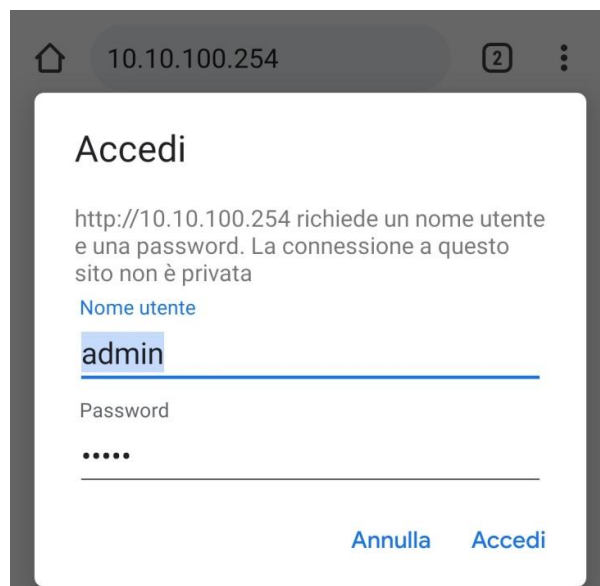 10.10.100.254
2
Accedi
http://10.10.100.254 richiede un nome utente
e una password. La connessione a questo
sito non è privata
Nome utente
admin
Password
•••••
Annulla
Accedi